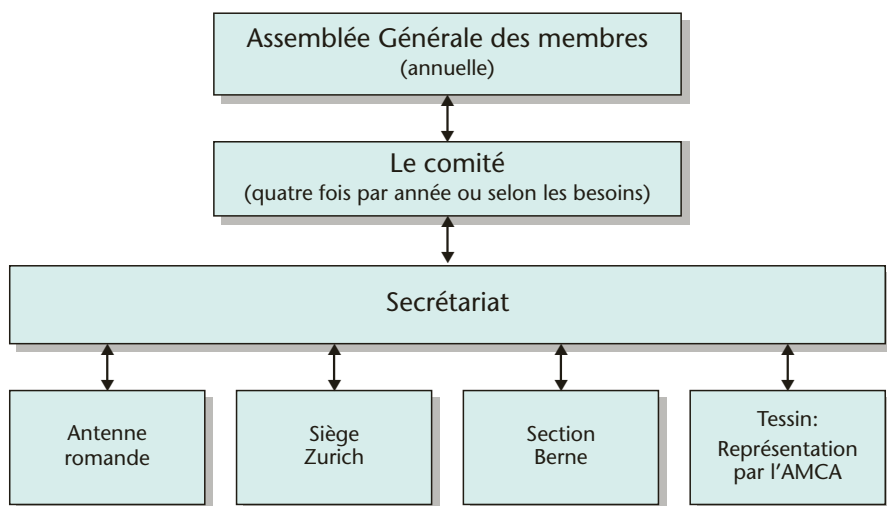 Assemblée Générale des membres
(annuelle)
Le comité
(quatre fois par année ou selon les besoins)
Secrétariat
Antenne
romande
Siège
Zurich
Section
Berne
Tessin:
Représentation
par l'AMCA